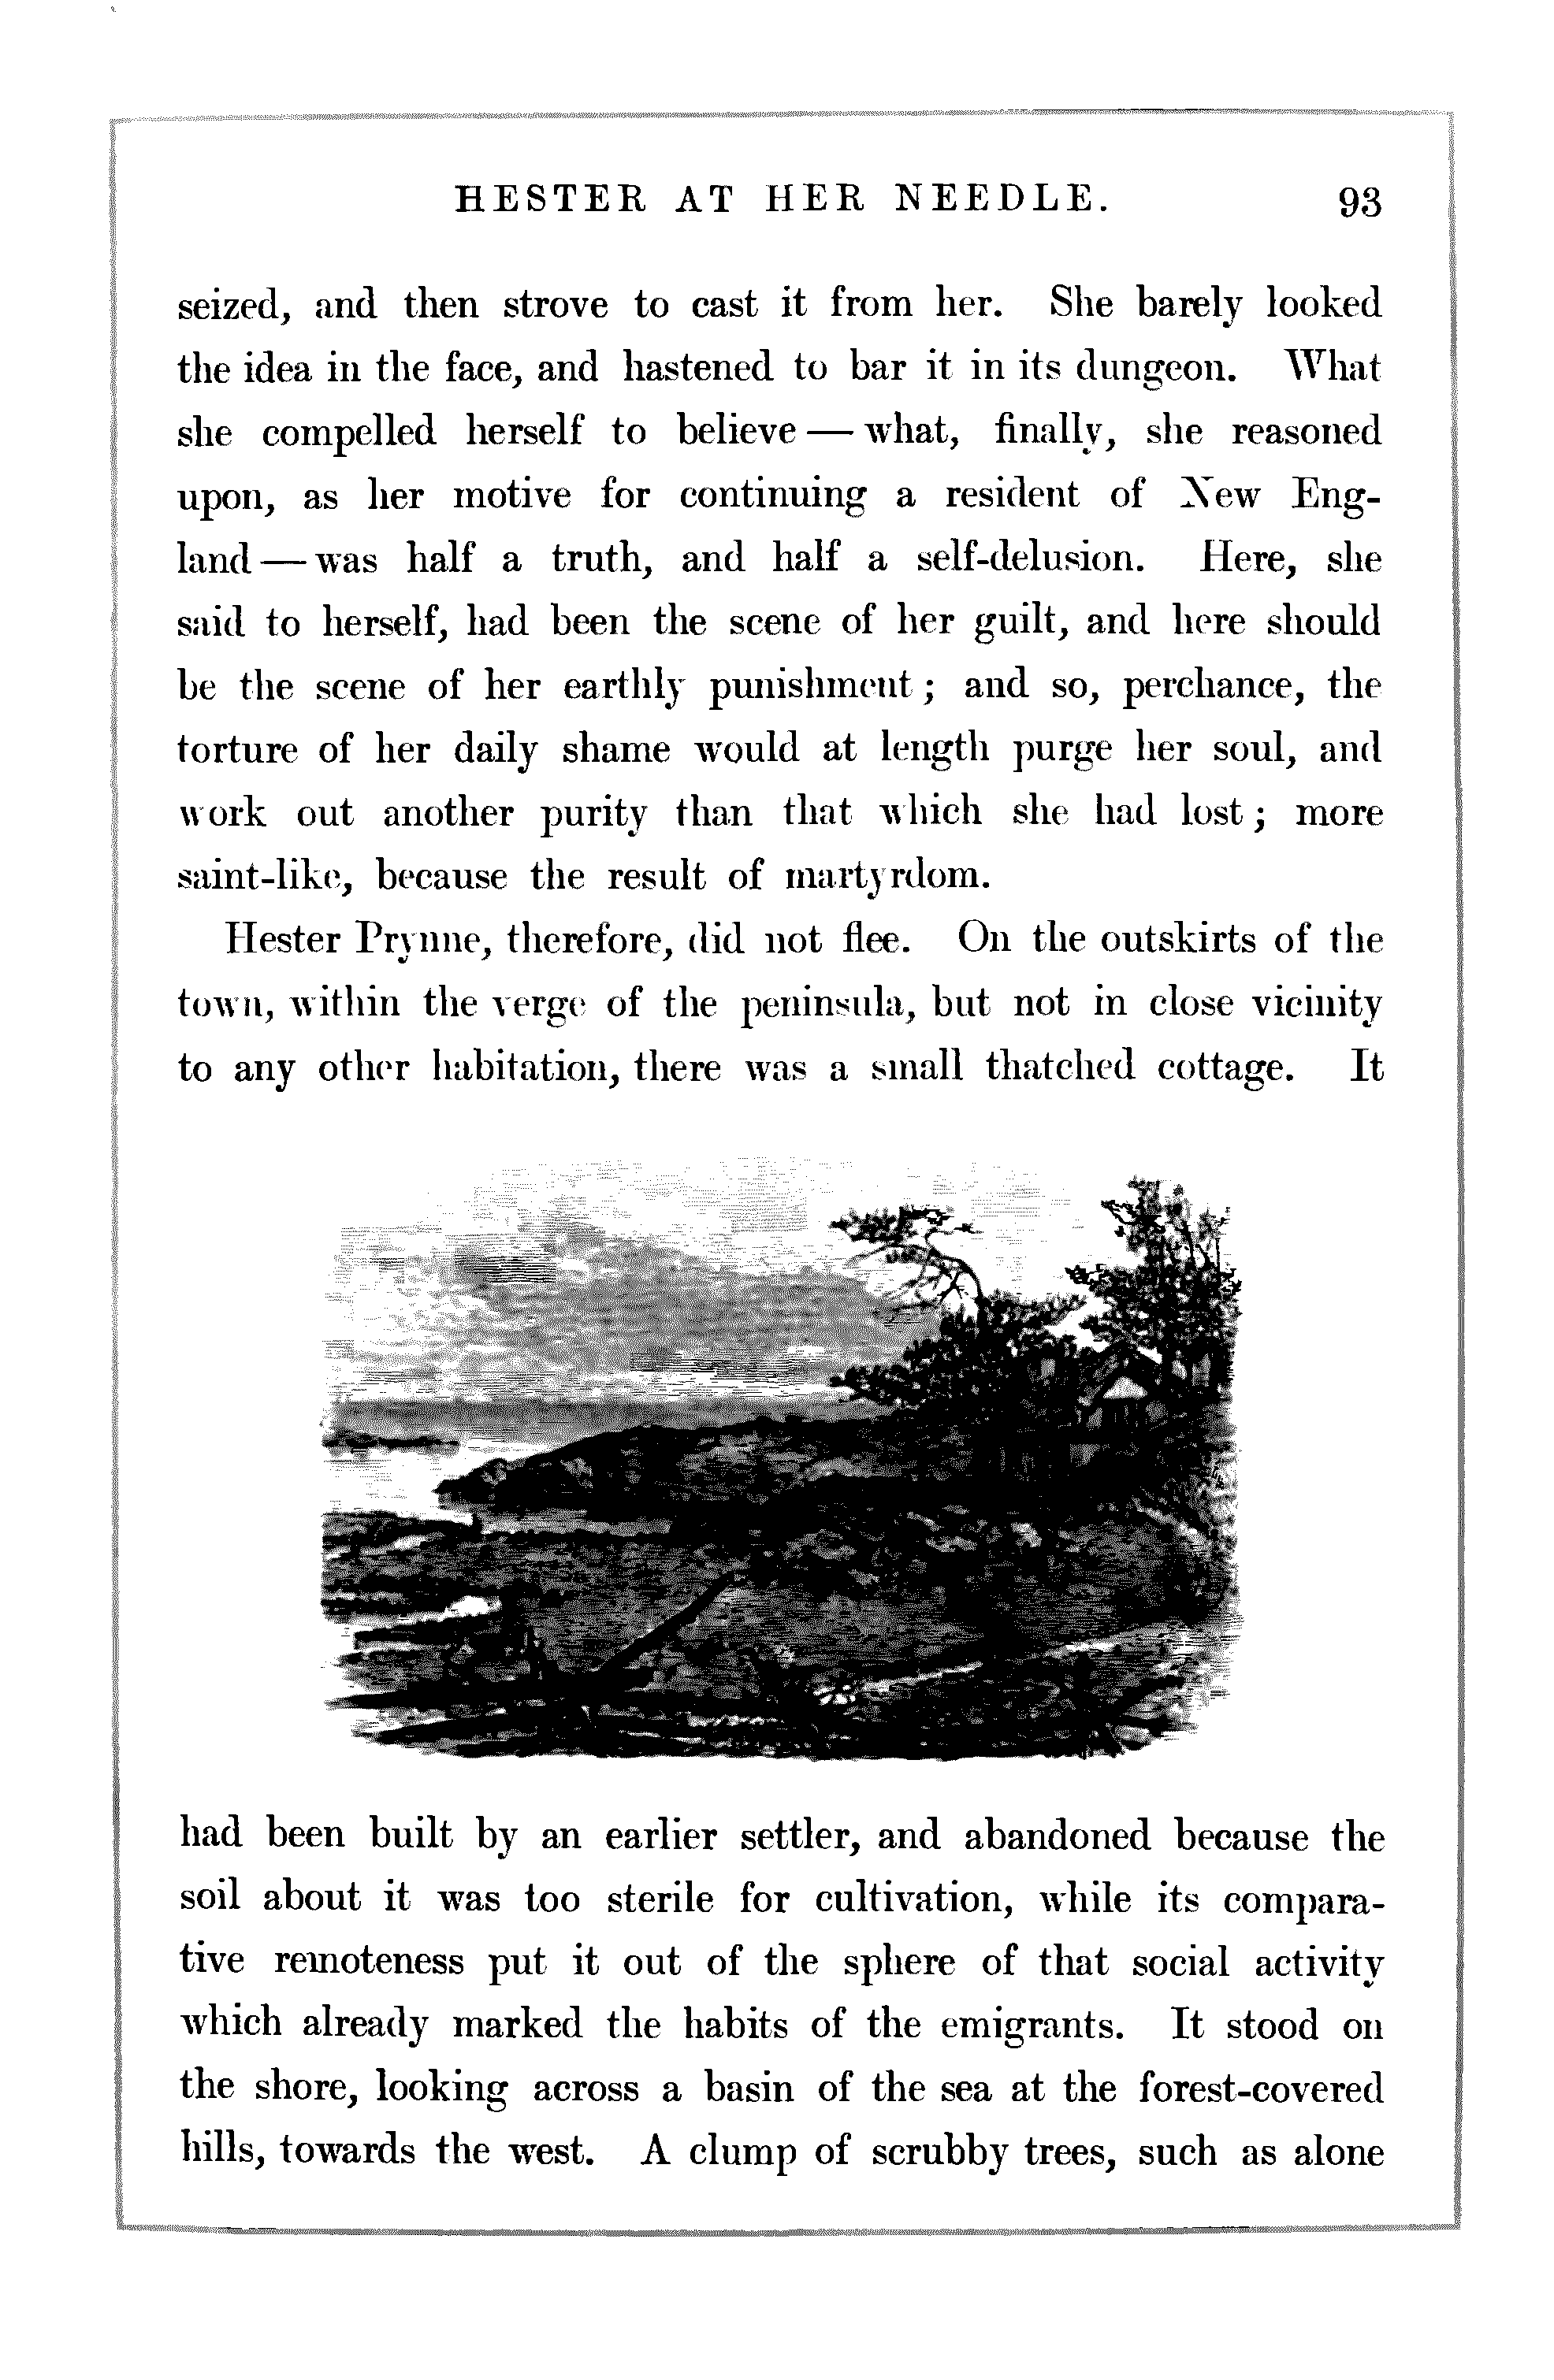 HESTER AT HER NEEDLE. 93
seized, and then strove to cast it from her. She barely looked
the idea in the face, and hastened to bar it in its dungeon. What
she compelled herself to believe — what, finally, she reasoned
upon, as her motive for continuing a resident of New Eng-
land — was half a truth, and half a self-delusion. Here, she
said to herself, had been the scene of her guilt, and here should
be the scene of her earthly punishment; and so, perchance, the
torture of her daily shame would at length purge her soul, and
work out another purity than that which she had lost; more
saint-like, because the result of martyrdom.
Hester Prynne, therefore, did not flee. On the outskirts of the
town, within the verge of the peninsula, but not in close vicinity
to any other habitation, there was a small thatched cottage. It
had been built by an earlier settler, and abandoned because the
soil about it was too sterile for cultivation, while its compara-
tive remoteness put it out of the sphere of that social activity
which already marked the habits of the emigrants. It stood on
the shore, looking across a basin of the sea at the forest-covered
hills, towards the west. A clump of scrubby trees, such as alone